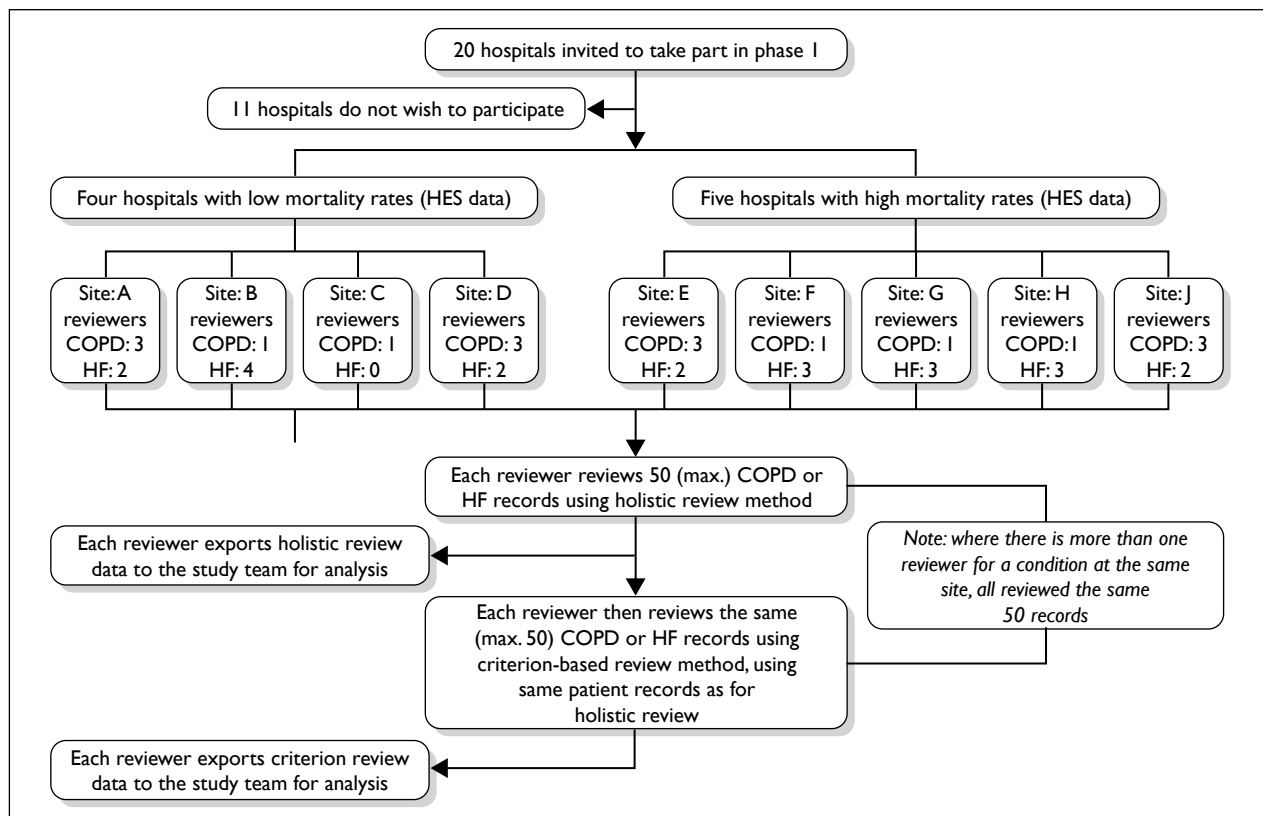 20 hospitals invited to take part in phase 1
11 hospitals do not wish to participate
Four hospitals with low mortality rates (HES data)
Five hospitals with high mortality rates (HES data)
Site: A
reviewers
COPD: 3
HF: 2
Site: B
reviewers
COPD: 1
HF: 4
Site: C
reviewers
COPD: 1
HF: 0
Site: D
reviewers
COPD: 3
HF: 2
Site: E
reviewers
COPD: 3
HF: 2
Site: F
reviewers
COPD: 1
HF: 3
Site: G
reviewers
COPD: 1
HF: 3
Site: H
reviewers
COPD:1
HF: 3
Site: J
reviewers
COPD: 3
HF: 2
Each reviewer reviews 50 (max.) COPD or
HF records using holistic review method
Each reviewer exports holistic review
data to the study team for analysis
Note: where there is more than one
reviewer for a condition at the same
site, all reviewed the same
50 records
Each reviewer then reviews the same
(max. 50) COPD or HF records using
criterion-based review method, using
same patient records as for
holistic review
Each reviewer exports criterion review
data to the study team for analysis